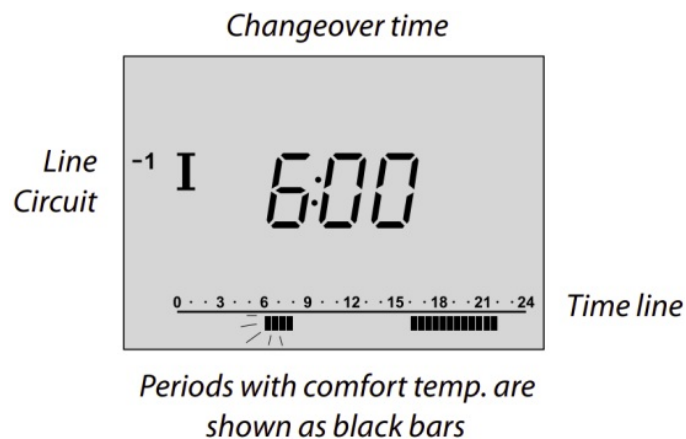 Changeover time
Line
Circuit
-1 I 6:00
0 · · 3 · · 6 · · 9 · · 12 · · 15 · · 18 · · 21 · · 24
Time line
Periods with comfort temp. are
shown as black bars